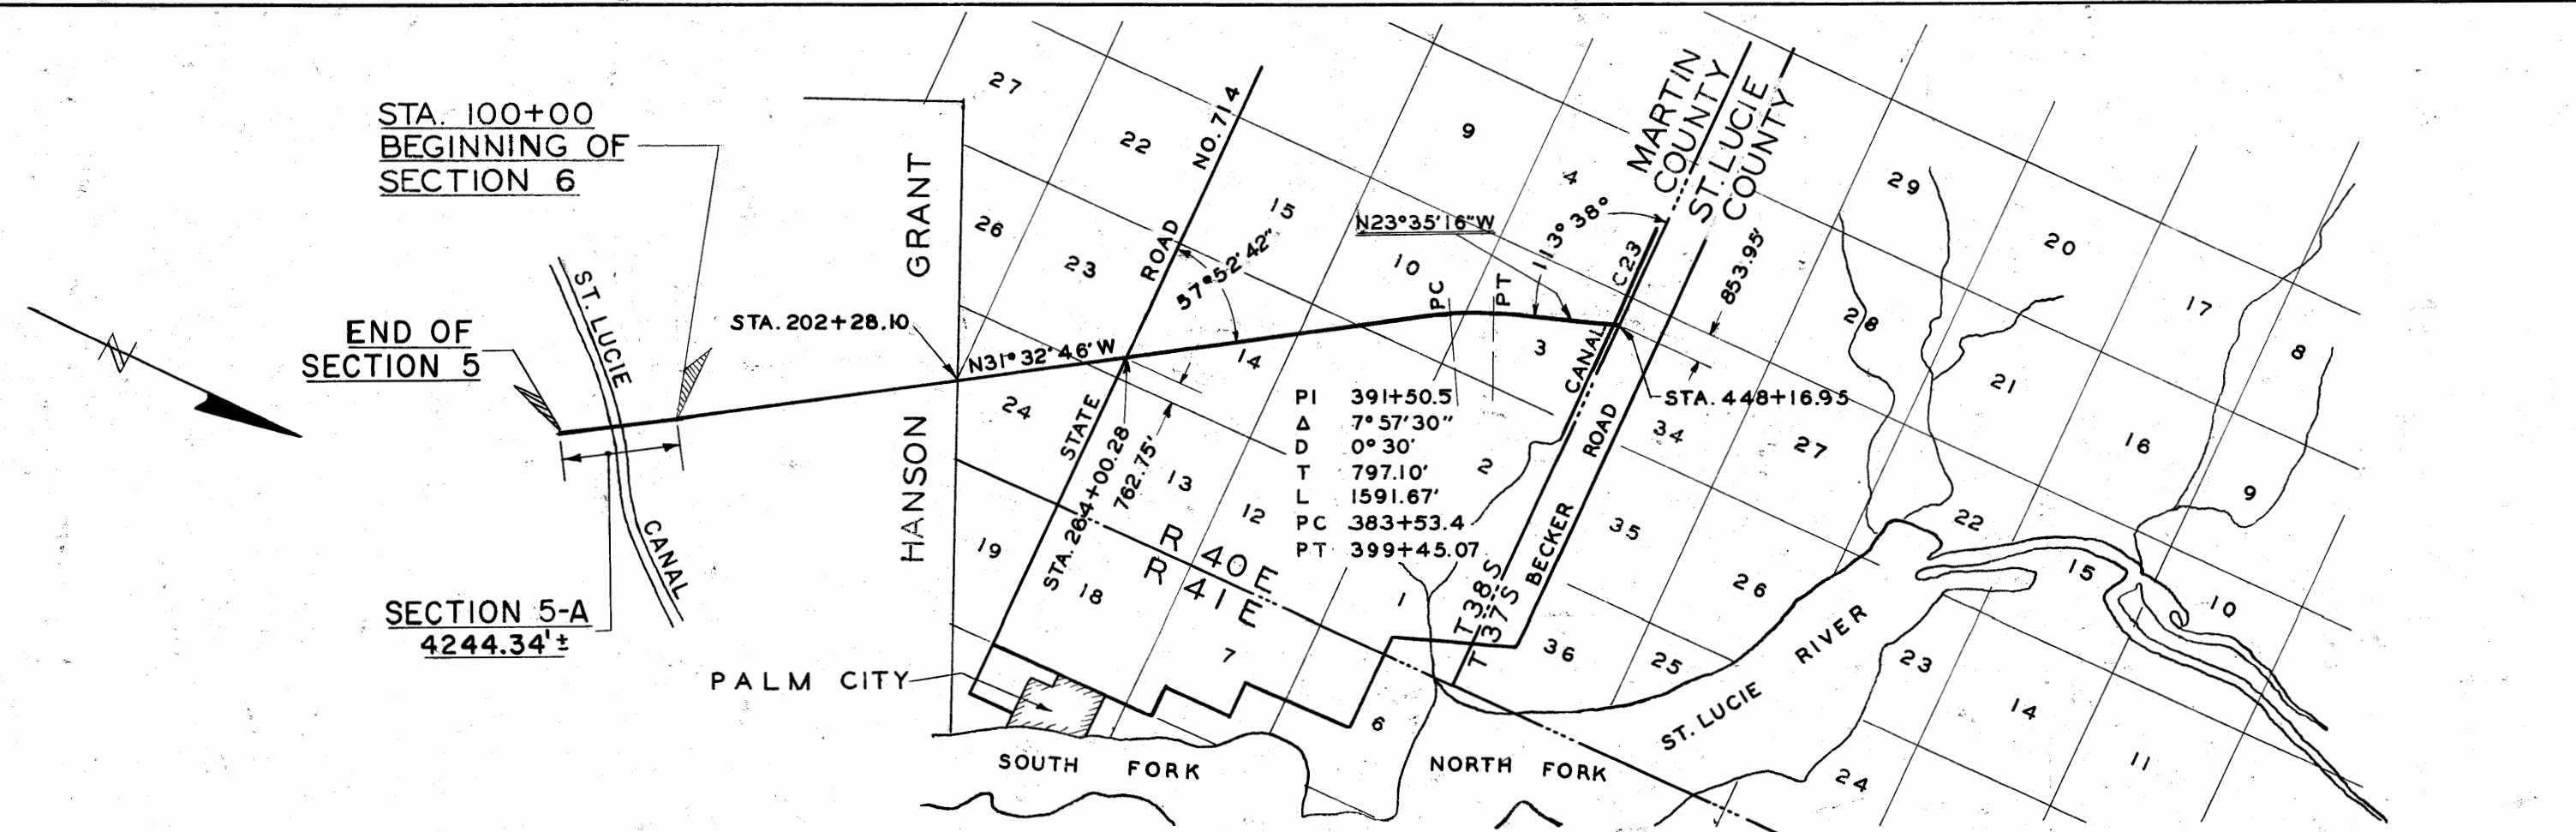 STA. 100+00
BEGINNING OF
SECTION 6
END OF
SECTION 5
ST. LUCIE
CANAL
SECTION 5-A
4244.34'±
N
GRANT
HANSON
STA. 202+28.10
N31°32'46"W
STATE ROAD NO. 714
57°52'42"
STA. 264+00.28
762.75'
N23°35'16"W
113°38°
PC
PT
CANAL C23
MARTIN
COUNTY
ST. LUCIE
COUNTY
853.95'
STA. 448+16.95
BECKER ROAD
PI 391+50.5
Δ 7°57'30"
D 0°30'
T 797.10'
L 1591.67'
PC 383+53.4
PT 399+45.07
R 40E
R 41E
T 38 S
T 37 S
PALM CITY
SOUTH FORK
NORTH FORK
ST. LUCIE RIVER
27
22
15
9
4
26
23
10
14
3
24
13
12
2
19
18
7
1
6
29
20
17
8
28
21
16
9
34
27
22
15
10
35
26
23
14
11
36
25
24